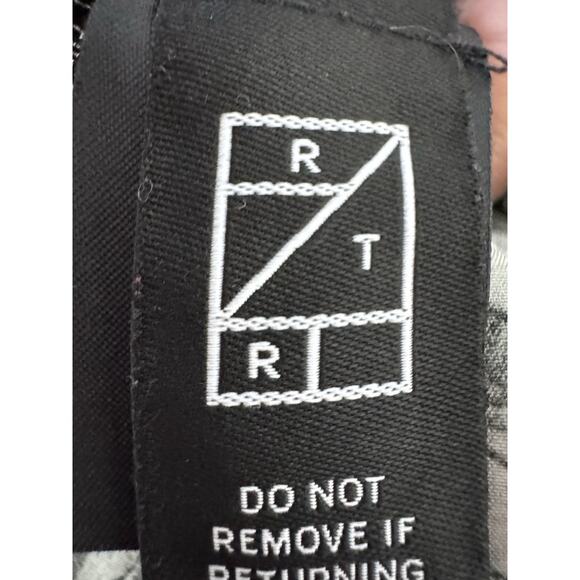 R
T
R
DO NOT
REMOVE IF
RETURNING